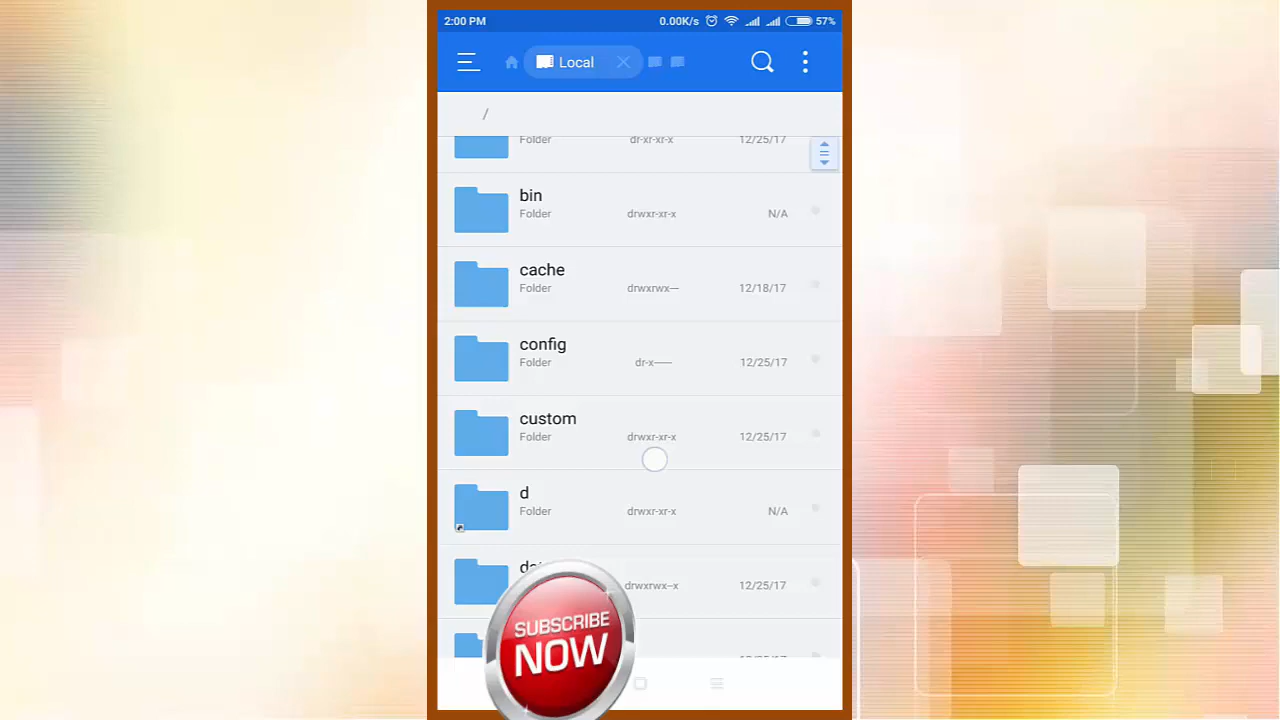 2:00 PM 0.00K/s 57%
Local
/
Folder dr-xr-xr-x 12/25/17
bin
Folder drwxr-xr-x N/A
cache
Folder drwxrwx— 12/18/17
config
Folder dr-x—— 12/25/17
custom
Folder drwxr-xr-x 12/25/17
d
Folder drwxr-xr-x N/A
drwxrwx--x 12/25/17
SUBSCRIBE
NOW